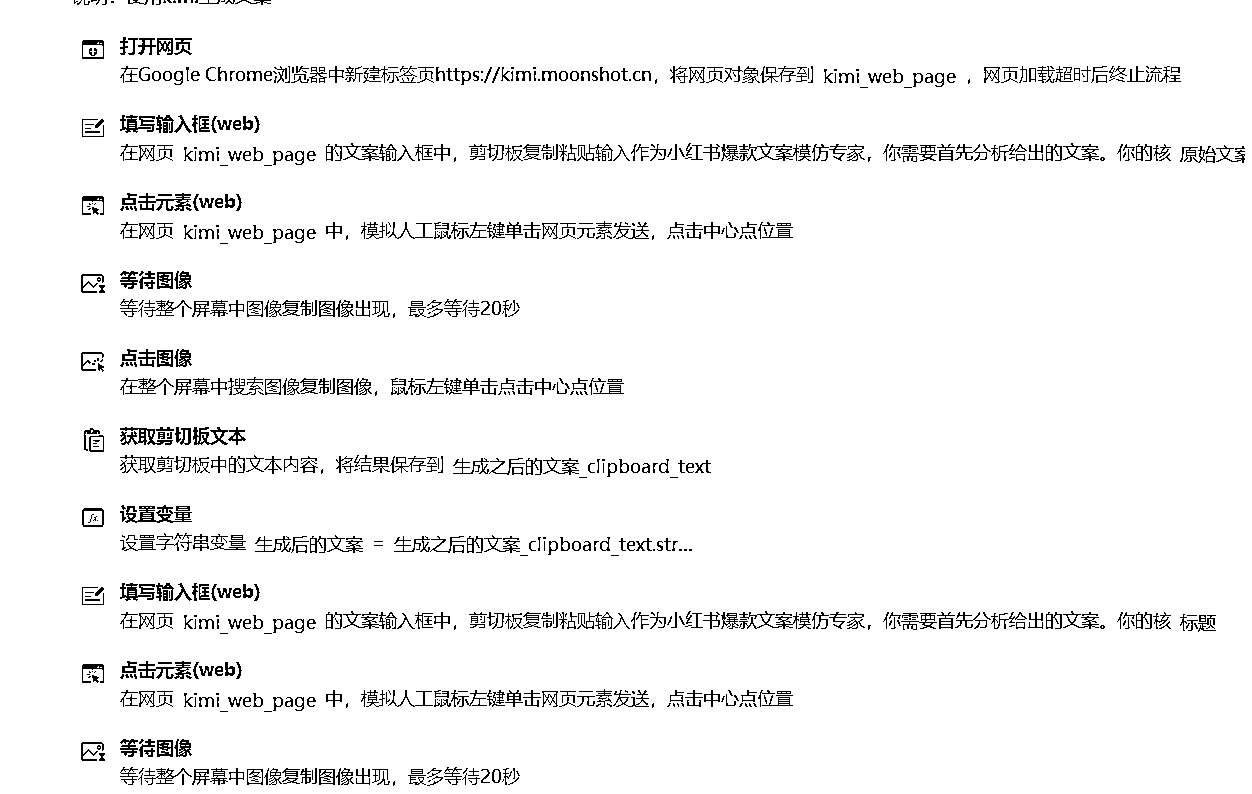 说明：使用kimi生成文案
打开网页
在Google Chrome浏览器中新建标签页https://kimi.moonshot.cn，将网页对象保存到 kimi_web_page ，网页加载超时后终止流程
填写输入框(web)
在网页 kimi_web_page 的文案输入框中，剪切板复制粘贴输入作为小红书爆款文案模仿专家，你需要首先分析给出的文案。你的核 原始文案
点击元素(web)
在网页 kimi_web_page 中，模拟人工鼠标左键单击网页元素发送，点击中心点位置
等待图像
等待整个屏幕中图像复制图像出现，最多等待20秒
点击图像
在整个屏幕中搜索图像复制图像，鼠标左键单击点击中心点位置
获取剪切板文本
获取剪切板中的文本内容，将结果保存到 生成之后的文案_clipboard_text
设置变量
设置字符串变量 生成后的文案 = 生成之后的文案_clipboard_text.str...
填写输入框(web)
在网页 kimi_web_page 的文案输入框中，剪切板复制粘贴输入作为小红书爆款文案模仿专家，你需要首先分析给出的文案。你的核 标题
点击元素(web)
在网页 kimi_web_page 中，模拟人工鼠标左键单击网页元素发送，点击中心点位置
等待图像
等待整个屏幕中图像复制图像出现，最多等待20秒